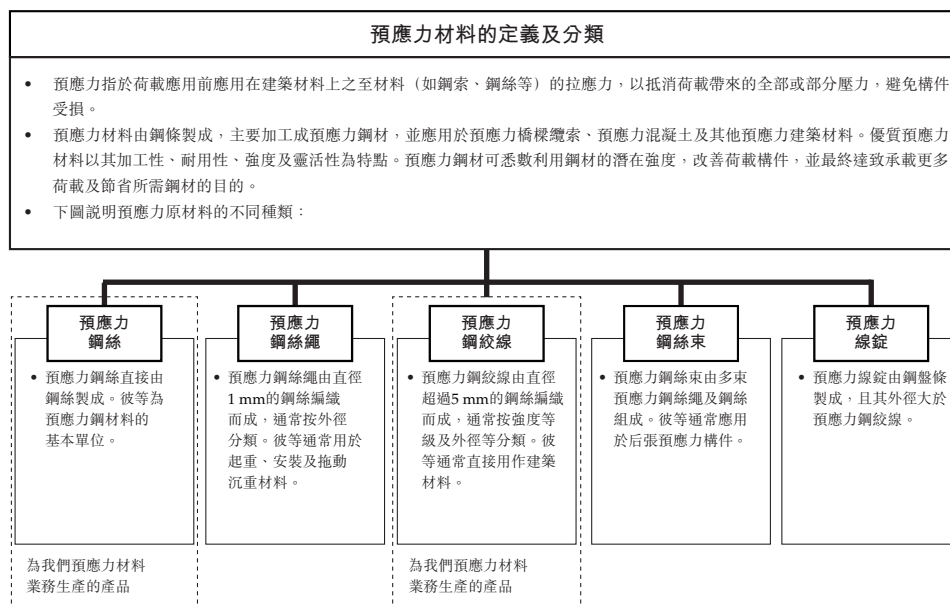 預應力材料的定義及分類
• 預應力指於荷載應用前應用在建築材料上之至材料（如鋼索、鋼絲等）的拉應力，以抵消荷載帶來的全部或部分壓力，避免構件
受損。
• 預應力材料由鋼條製成，主要加工成預應力鋼材，並應用於預應力橋樑纜索、預應力混凝土及其他預應力建築材料。優質預應力
材料以其加工性、耐用性、強度及靈活性為特點。預應力鋼材可悉數利用鋼材的潛在強度，改善荷載構件，並最終達致承載更多
荷載及節省所需鋼材的目的。
• 下圖説明預應力原材料的不同種類：
預應力
鋼絲
• 預應力鋼絲直接由
鋼絲製成。彼等為
預應力鋼材料的
基本單位。
為我們預應力材料
業務生產的產品
預應力
鋼絲繩
• 預應力鋼絲繩由直徑
1 mm的鋼絲編織
而成，通常按外徑
分類。彼等通常用於
起重、安裝及拖動
沉重材料。
預應力
鋼絞線
• 預應力鋼絞線由直徑
超過5 mm的鋼絲編織
而成，通常按強度等
級及外徑等分類。彼
等通常直接用作建築
材料。
為我們預應力材料
業務生產的產品
預應力
鋼絲束
• 預應力鋼絲束由多束
預應力鋼絲繩及鋼絲
組成。彼等通常應用
於后張預應力構件。
預應力
線錠
• 預應力線錠由鋼盤條
製成，且其外徑大於
預應力鋼絞線。